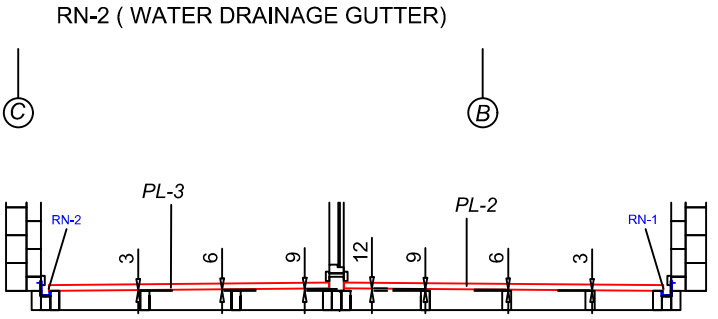 RN-2 ( WATER DRAINAGE GUTTER)
C
B
PL-3
PL-2
RN-2
RN-1
3
6
9
12
9
6
3